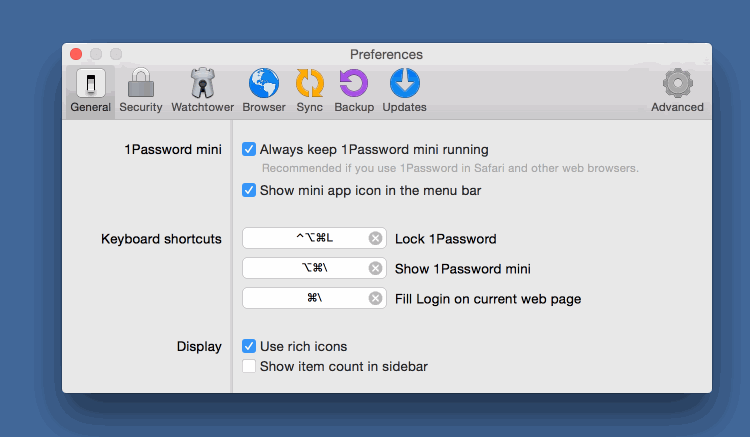 Preferences
General Security Watchtower Browser Sync Backup Updates Advanced
1Password mini Always keep 1Password mini running
Recommended if you use 1Password in Safari and other web browsers.
Show mini app icon in the menu bar
Keyboard shortcuts ^⌥⌘L Lock 1Password
⌥⌘\ Show 1Password mini
⌘\ Fill Login on current web page
Display Use rich icons
Show item count in sidebar